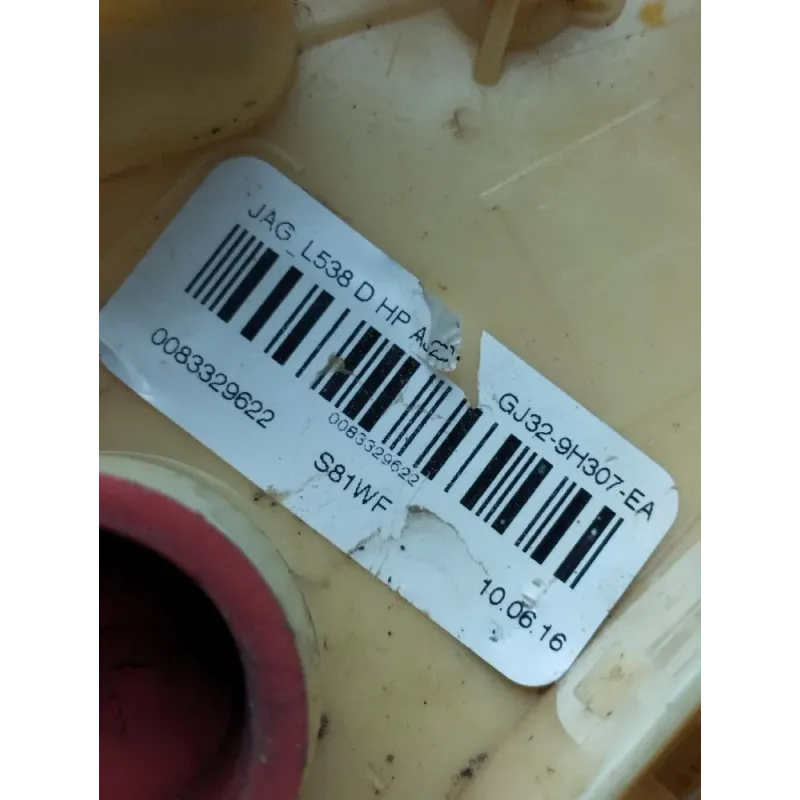 JAG_L538 D HP
GJ32-9H307-EA
0083329622
0083329622
S81WF
10.06.16